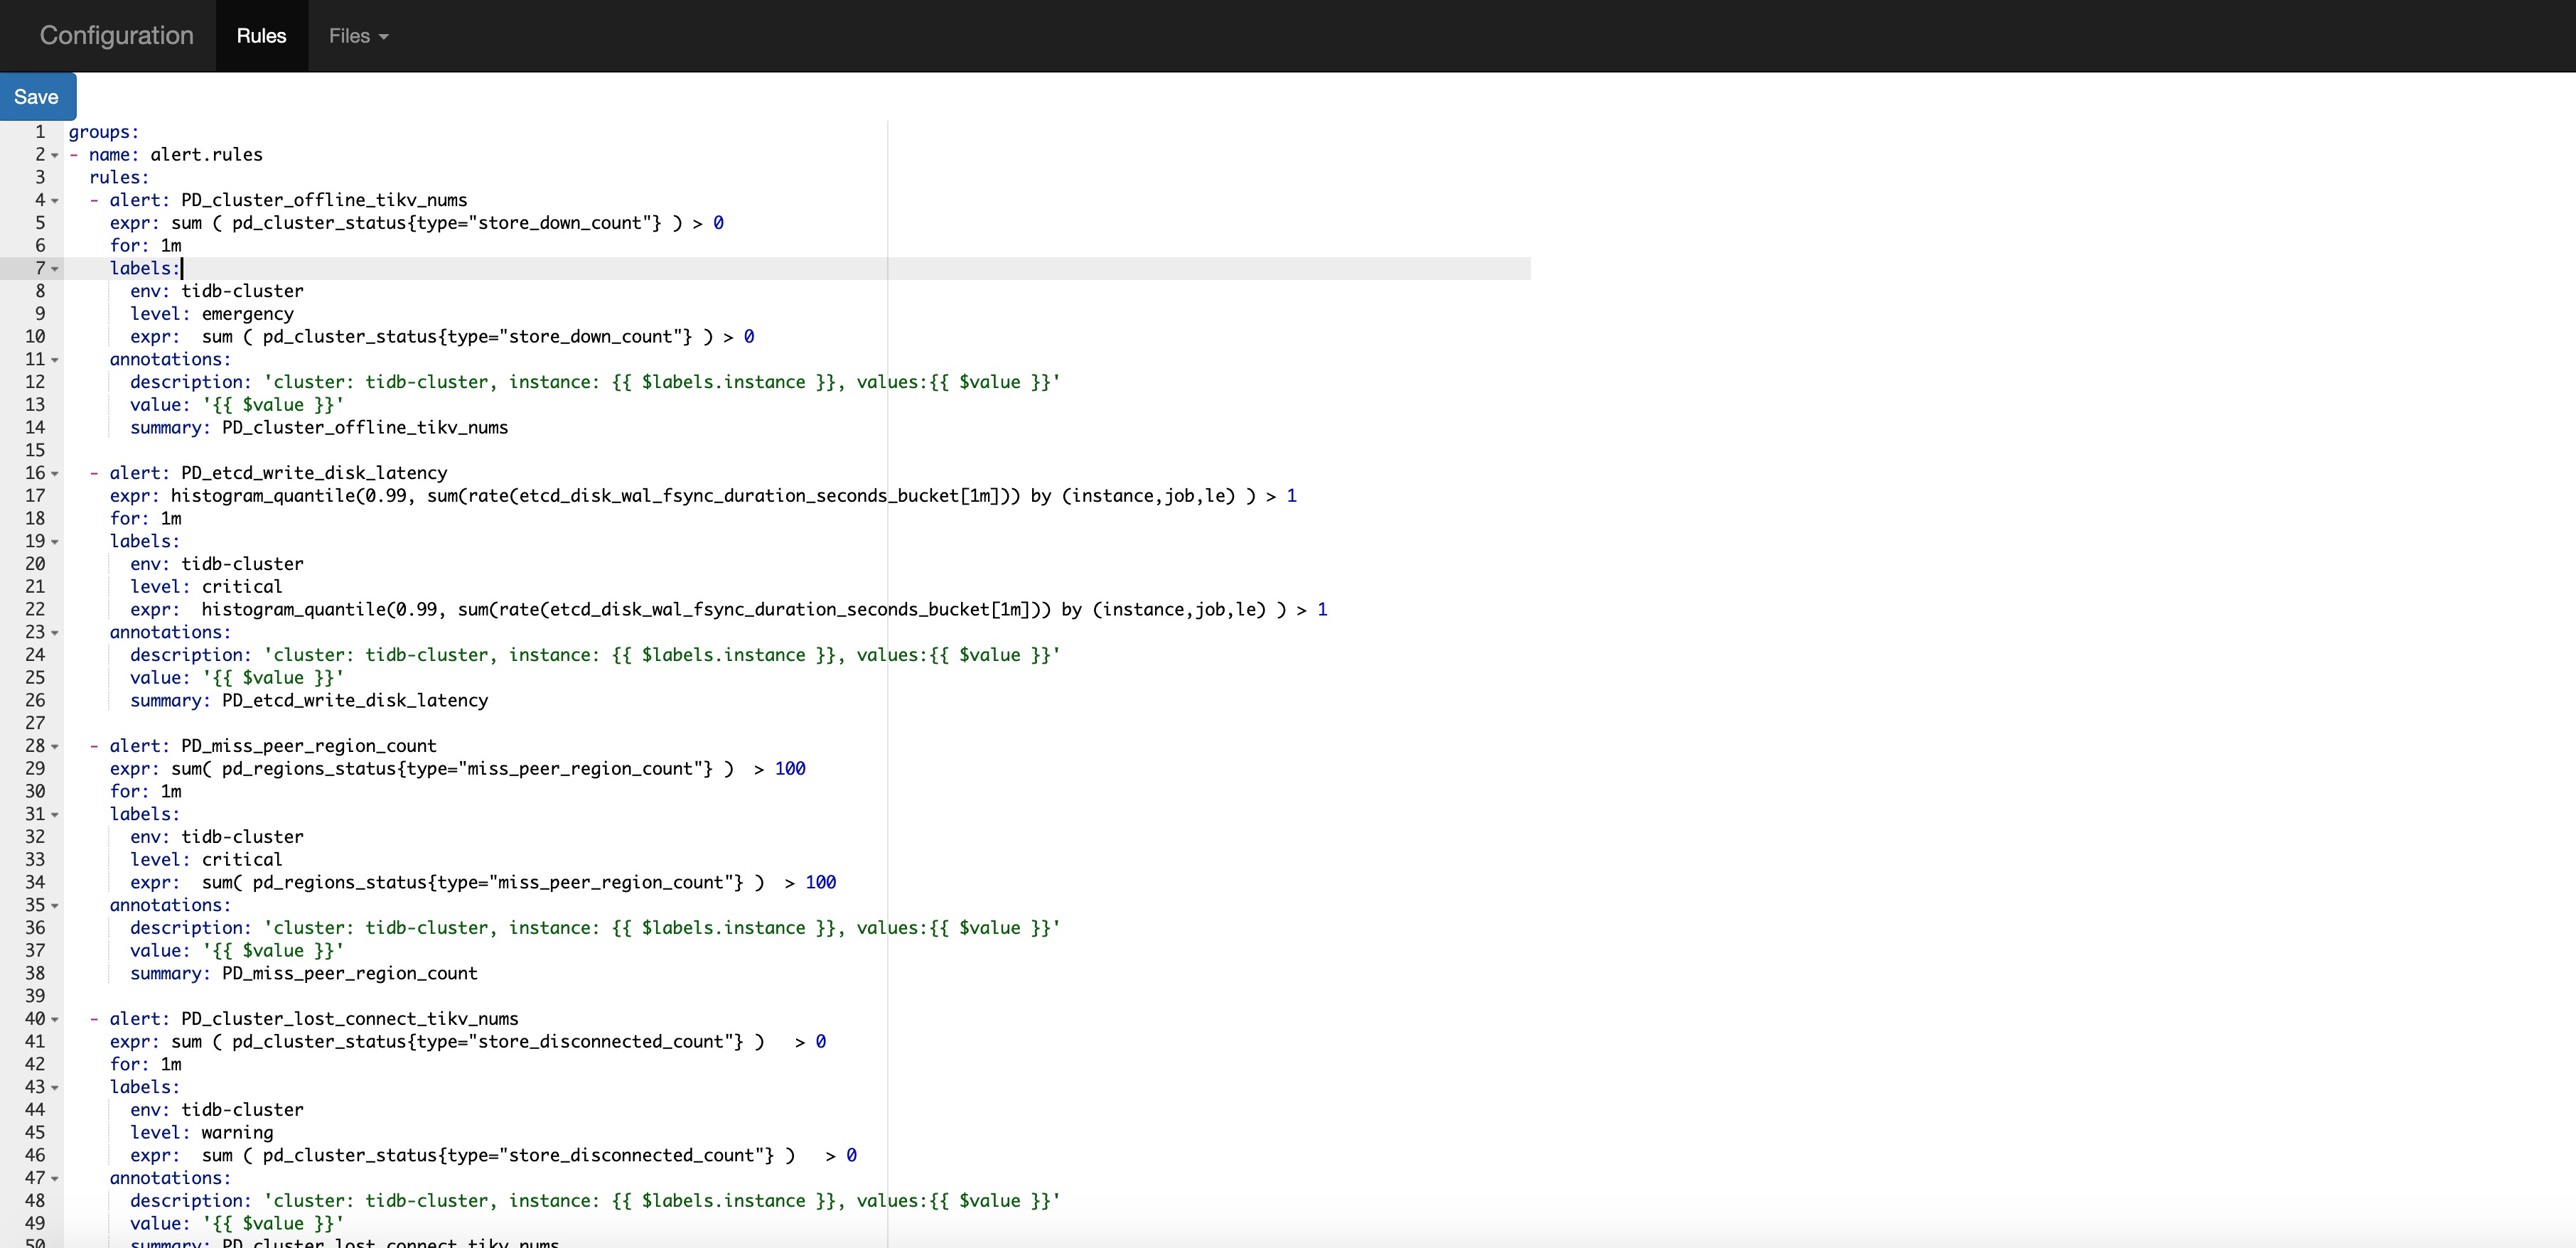 Configuration Rules Files
Save
1 groups:
2 - name: alert.rules
3 rules:
4 - alert: PD_cluster_offline_tikv_nums
5 expr: sum ( pd_cluster_status{type="store_down_count"} ) > 0
6 for: 1m
7 labels:
8 env: tidb-cluster
9 level: emergency
10 expr:  sum ( pd_cluster_status{type="store_down_count"} ) > 0
11 annotations:
12 description: 'cluster: tidb-cluster, instance: {{ $labels.instance }}, values:{{ $value }}'
13 value: '{{ $value }}'
14 summary: PD_cluster_offline_tikv_nums
15
16 - alert: PD_etcd_write_disk_latency
17 expr: histogram_quantile(0.99, sum(rate(etcd_disk_wal_fsync_duration_seconds_bucket[1m])) by (instance,job,le) ) > 1
18 for: 1m
19 labels:
20 env: tidb-cluster
21 level: critical
22 expr:  histogram_quantile(0.99, sum(rate(etcd_disk_wal_fsync_duration_seconds_bucket[1m])) by (instance,job,le) ) > 1
23 annotations:
24 description: 'cluster: tidb-cluster, instance: {{ $labels.instance }}, values:{{ $value }}'
25 value: '{{ $value }}'
26 summary: PD_etcd_write_disk_latency
27
28 - alert: PD_miss_peer_region_count
29 expr: sum( pd_regions_status{type="miss_peer_region_count"} )  > 100
30 for: 1m
31 labels:
32 env: tidb-cluster
33 level: critical
34 expr:  sum( pd_regions_status{type="miss_peer_region_count"} )  > 100
35 annotations:
36 description: 'cluster: tidb-cluster, instance: {{ $labels.instance }}, values:{{ $value }}'
37 value: '{{ $value }}'
38 summary: PD_miss_peer_region_count
39
40 - alert: PD_cluster_lost_connect_tikv_nums
41 expr: sum ( pd_cluster_status{type="store_disconnected_count"} )   > 0
42 for: 1m
43 labels:
44 env: tidb-cluster
45 level: warning
46 expr:  sum ( pd_cluster_status{type="store_disconnected_count"} )   > 0
47 annotations:
48 description: 'cluster: tidb-cluster, instance: {{ $labels.instance }}, values:{{ $value }}'
49 value: '{{ $value }}'
50 summary: PD_cluster_lost_connect_tikv_nums